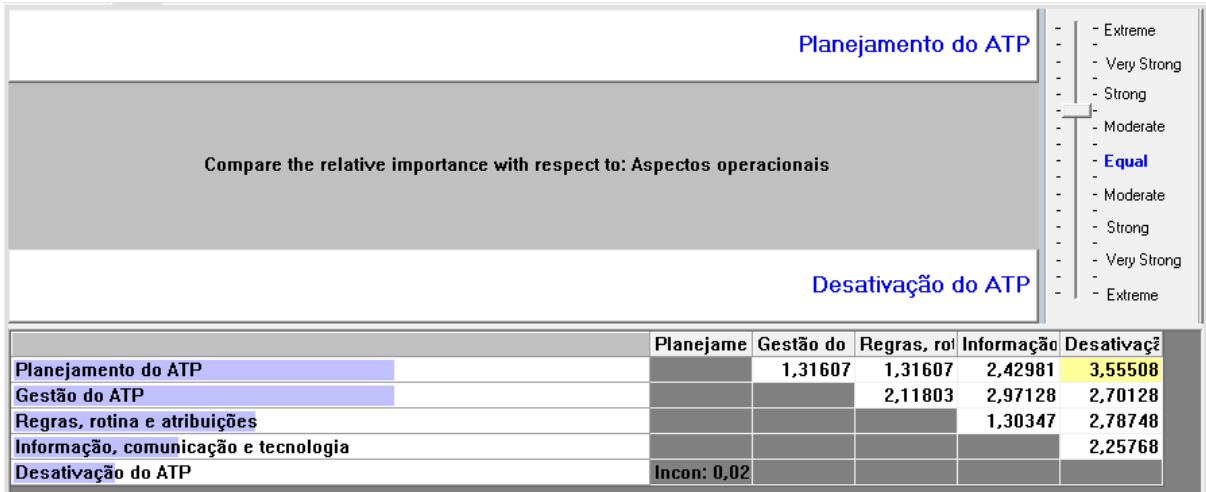 Planejamento do ATP
Compare the relative importance with respect to: Aspectos operacionais
Desativação do ATP
Extreme
Very Strong
Strong
Moderate
Equal
Moderate
Strong
Very Strong
Extreme
Planejame Gestão do Regras, rot Informação Desativaçã
Planejamento do ATP 1,31607 1,31607 2,42981 3,55508
Gestão do ATP 2,11803 2,97128 2,70128
Regras, rotina e atribuições 1,30347 2,78748
Informação, comunicação e tecnologia 2,25768
Desativação do ATP Incon: 0,02